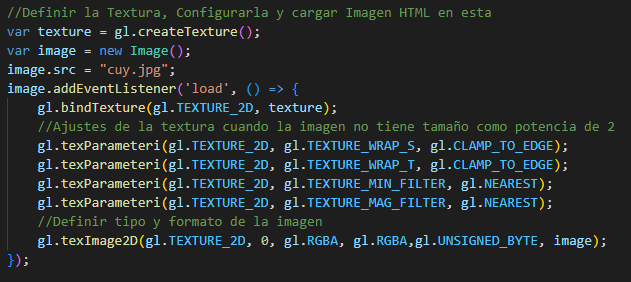 //Definir la Textura, Configurarla y cargar Imagen HTML en esta
var texture = gl.createTexture();
var image = new Image();
image.src = "cuy.jpg";
image.addEventListener('load', () => {
    gl.bindTexture(gl.TEXTURE_2D, texture);
    //Ajustes de la textura cuando la imagen no tiene tamaño como potencia de 2
    gl.texParameteri(gl.TEXTURE_2D, gl.TEXTURE_WRAP_S, gl.CLAMP_TO_EDGE);
    gl.texParameteri(gl.TEXTURE_2D, gl.TEXTURE_WRAP_T, gl.CLAMP_TO_EDGE);
    gl.texParameteri(gl.TEXTURE_2D, gl.TEXTURE_MIN_FILTER, gl.NEAREST);
    gl.texParameteri(gl.TEXTURE_2D, gl.TEXTURE_MAG_FILTER, gl.NEAREST);
    //Definir tipo y formato de la imagen
    gl.texImage2D(gl.TEXTURE_2D, 0, gl.RGBA, gl.RGBA,gl.UNSIGNED_BYTE, image);
});